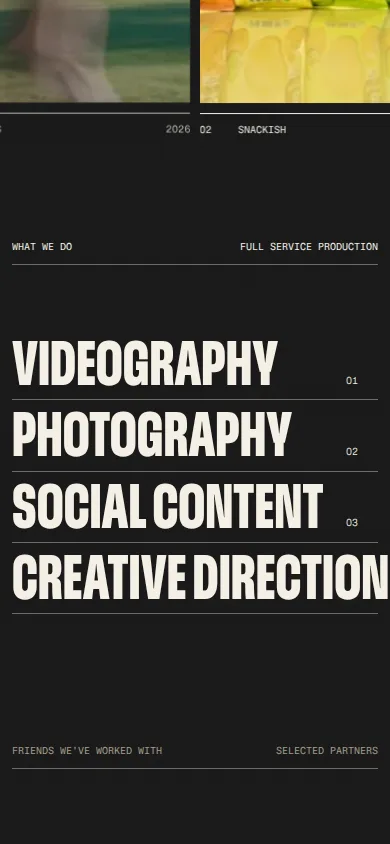 2026
02 SNACKISH
WHAT WE DO
FULL SERVICE PRODUCTION
VIDEOGRAPHY
01
PHOTOGRAPHY
02
SOCIAL CONTENT
03
CREATIVE DIRECTION
FRIENDS WE'VE WORKED WITH
SELECTED PARTNERS